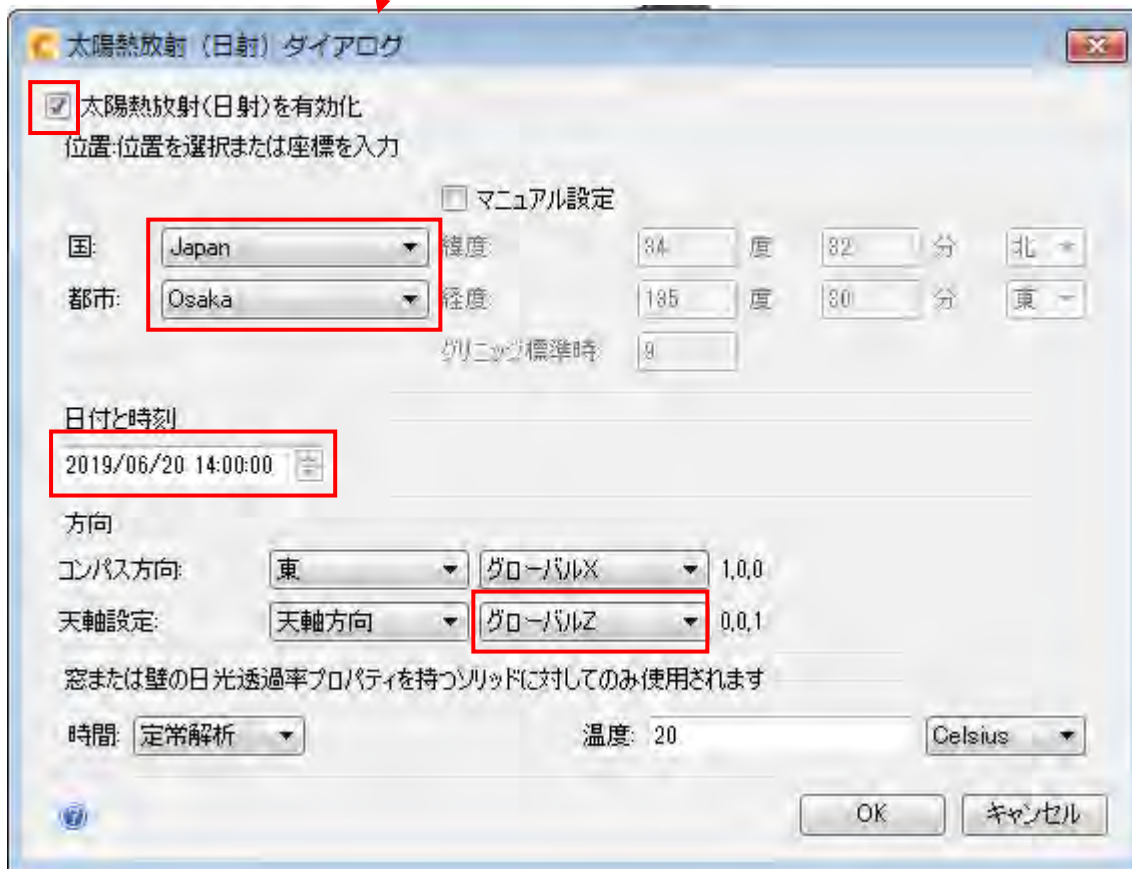 太陽熱放射（日射）ダイアログ
太陽熱放射(日射)を有効化
位置:位置を選択または座標を入力
マニュアル設定
国: Japan 緯度: 34 度 32 分 北
都市: Osaka 経度: 135 度 30 分 東
グリニッジ標準時: 9
日付と時刻
2019/06/20 14:00:00
方向
コンパス方向: 東 グローバルX 1,0,0
天軸設定: 天軸方向 グローバルZ 0,0,1
窓または壁の日光透過率プロパティを持つソリッドに対してのみ使用されます
時間: 定常解析 温度: 20 Celsius
OK キャンセル